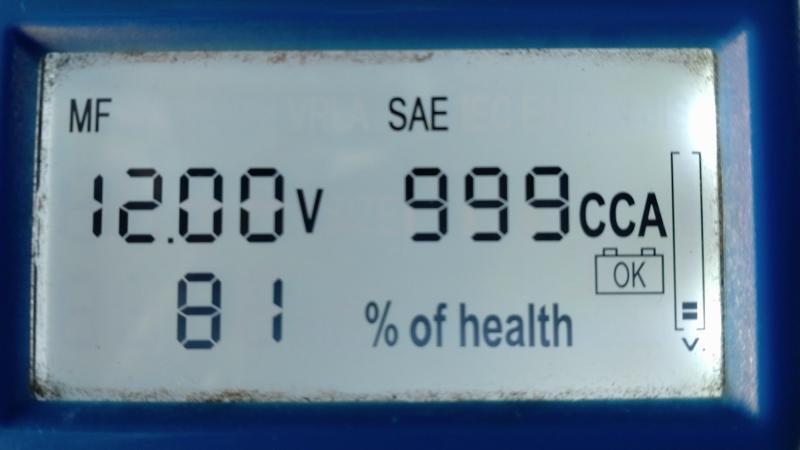 MF SAE
12.00V 999CCA
OK
81 % of health